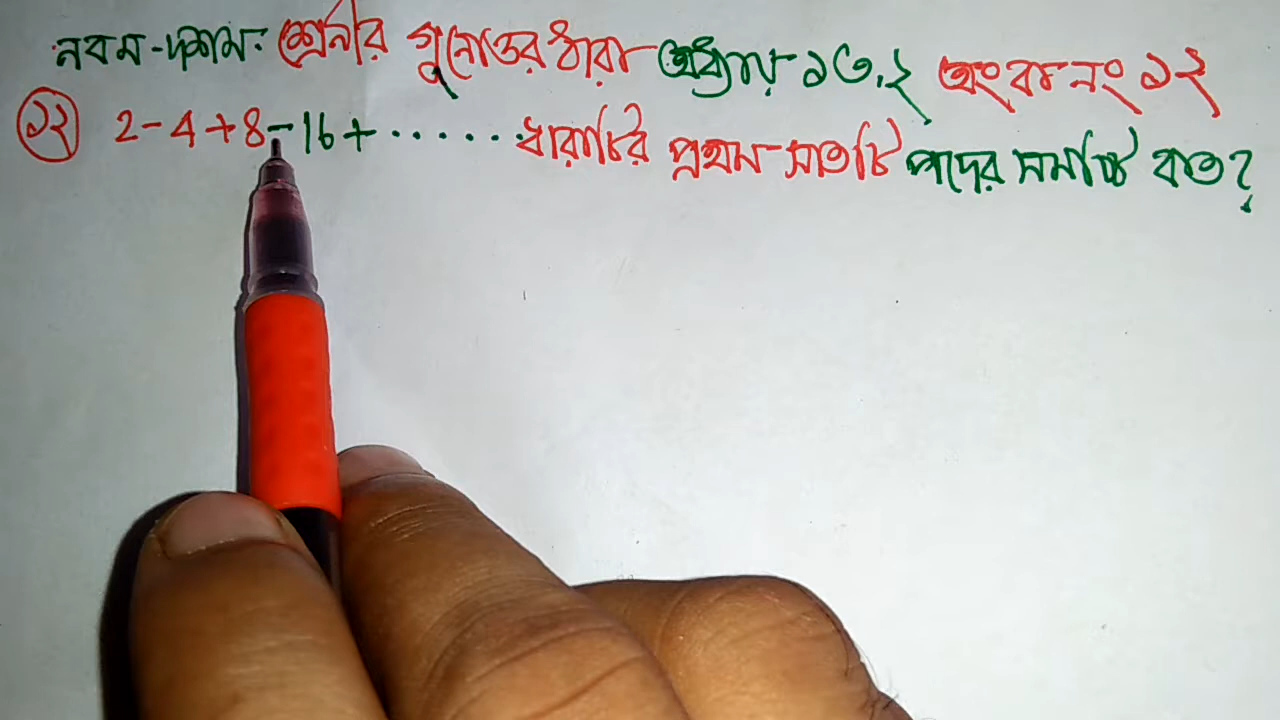 নবম-দশম শ্রেনীর গুনোত্তর ধারা অধ্যায় ১৩.২ অংক নং ১২
১২ 2-4+8-16+...... ধারাটির প্রথম সাতটি পদের সমষ্টি কত?